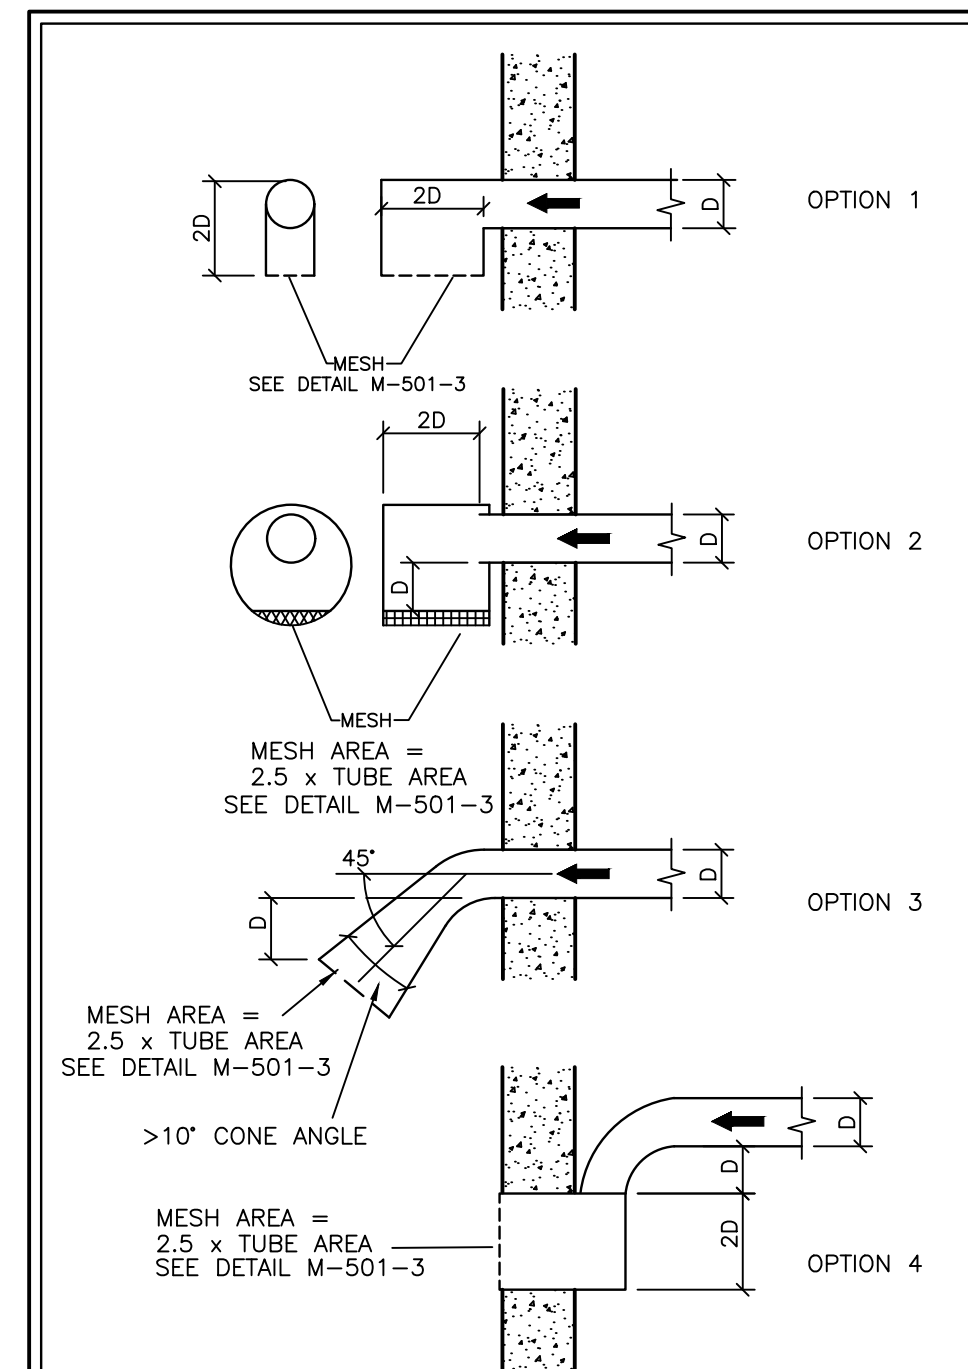 2D
2D
D
OPTION 1
MESH
SEE DETAIL M-501-3
2D
D
D
OPTION 2
MESH
MESH AREA =
2.5 x TUBE AREA
SEE DETAIL M-501-3
45°
D
D
OPTION 3
MESH AREA =
2.5 x TUBE AREA
SEE DETAIL M-501-3
>10° CONE ANGLE
D
D
MESH AREA =
2.5 x TUBE AREA
SEE DETAIL M-501-3
2D
OPTION 4